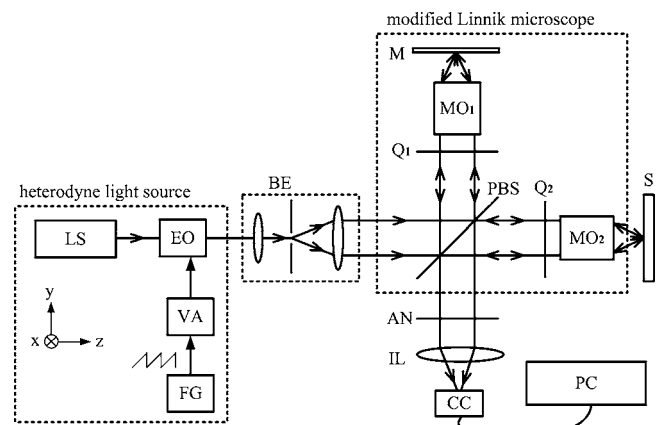 modified Linnik microscope
M
MO1
Q1
PBS
Q2
S
BE
heterodyne light source
LS
EO
MO2
y
x
z
VA
AN
FG
IL
CC
PC